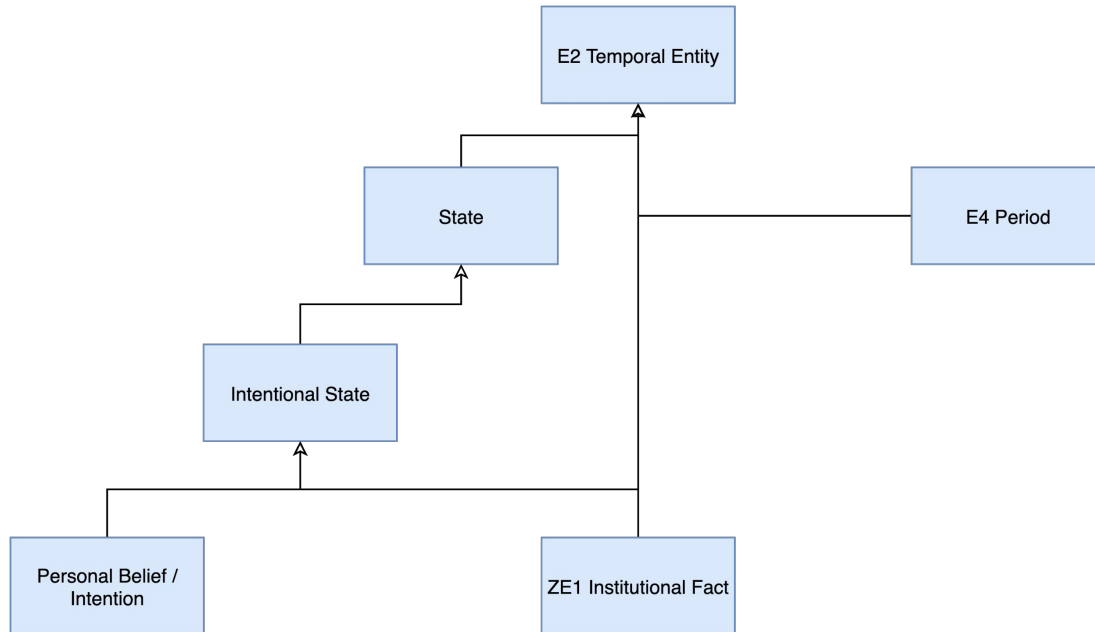 E2 Temporal Entity
State
E4 Period
Intentional State
Personal Belief /
Intention
ZE1 Institutional Fact